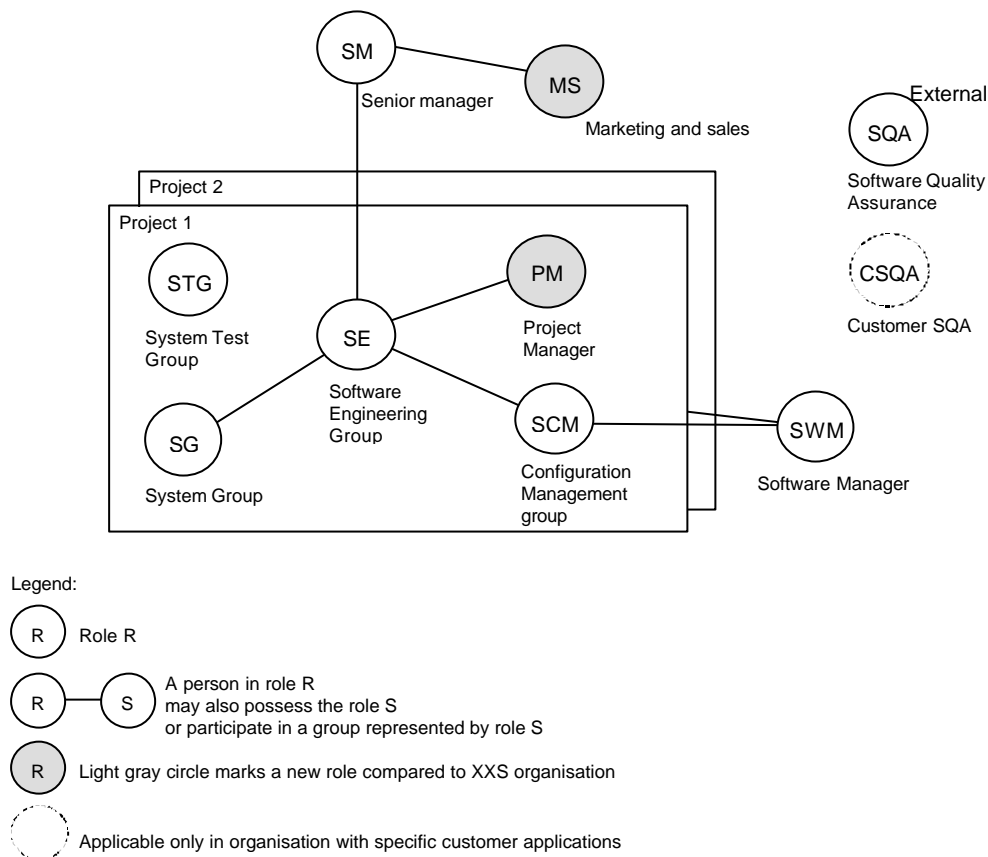 SM
Senior manager
MS
Marketing and sales
External
SQA
Software Quality
Assurance
CSQA
Customer SQA
Project 2
Project 1
STG
System Test
Group
PM
Project
Manager
SE
Software
Engineering
Group
SG
System Group
SCM
Configuration
Management
group
SWM
Software Manager
Legend:
R
Role R
R
S
A person in role R
may also possess the role S
or participate in a group represented by role S
R
Light gray circle marks a new role compared to XXS organisation
Applicable only in organisation with specific customer applications